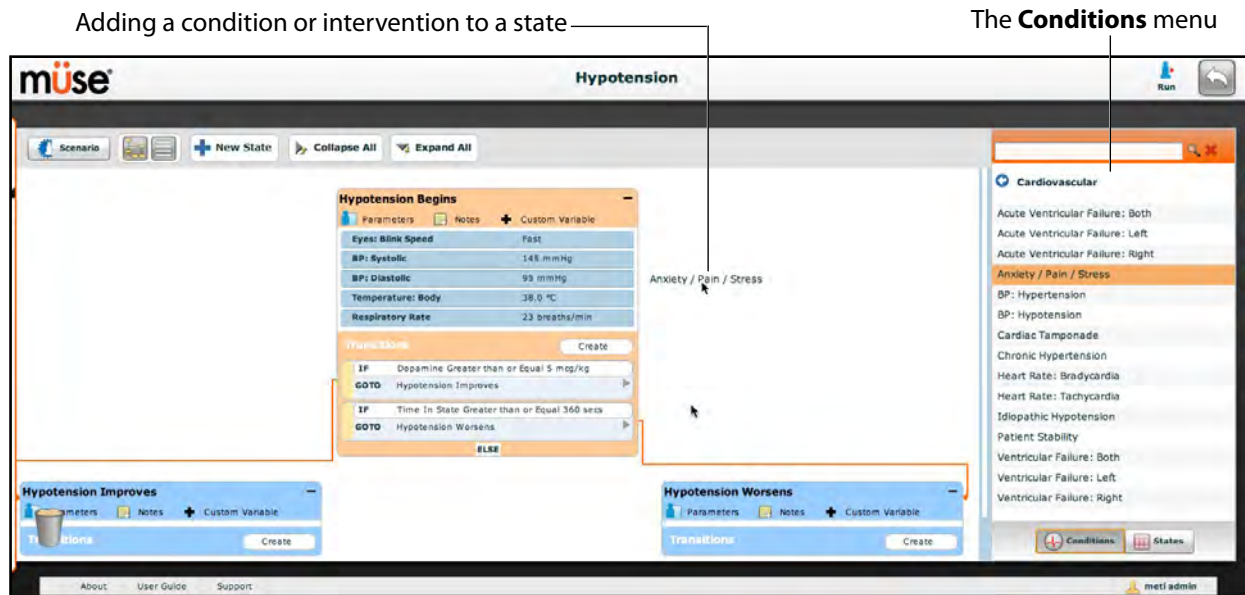 Adding a condition or intervention to a state
The Conditions menu
müse
Hypotension
Run
Scenario
New State
Collapse All
Expand All
Hypotension Begins
Parameters Notes Custom Variable
Eyes: Blink Speed Fast
BP: Systolic 145 mmHg
BP: Diastolic 95 mmHg
Temperature: Body 38.0 °C
Respiratory Rate 23 breaths/min
Transitions Create
IF Dopamine Greater than or Equal 5 mcg/kg
GOTO Hypotension Improves
IF Time In State Greater than or Equal 360 secs
GOTO Hypotension Worsens
ELSE
Anxiety / Pain / Stress
Hypotension Improves
Notes Custom Variable
Create
Hypotension Worsens
Parameters Notes Custom Variable
Transitions Create
Cardiovascular
Acute Ventricular Failure: Both
Acute Ventricular Failure: Left
Acute Ventricular Failure: Right
Anxiety / Pain / Stress
BP: Hypertension
BP: Hypotension
Cardiac Tamponade
Chronic Hypertension
Heart Rate: Bradycardia
Heart Rate: Tachycardia
Idiopathic Hypotension
Patient Stability
Ventricular Failure: Both
Ventricular Failure: Left
Ventricular Failure: Right
Conditions States
About User Guide Support
meti admin